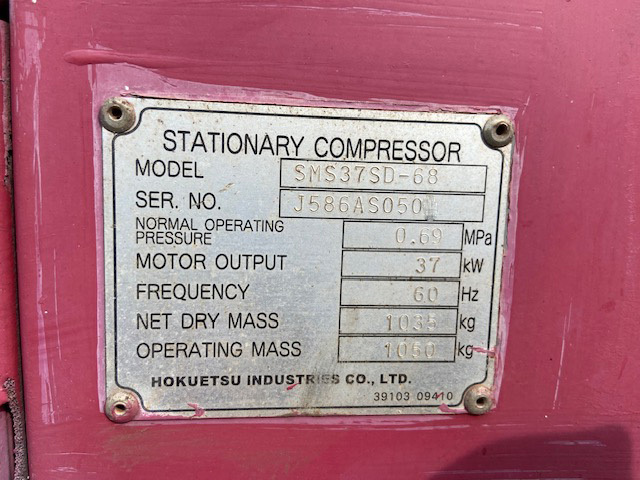 STATIONARY COMPRESSOR
MODEL SMS37SD-68
SER. NO.
NORMAL OPERATING PRESSURE 0.69 MPa
MOTOR OUTPUT 37 kW
FREQUENCY 60 Hz
NET DRY MASS 1035 kg
OPERATING MASS 1060 kg
HOKUETSU INDUSTRIES CO., LTD.
39103 09410